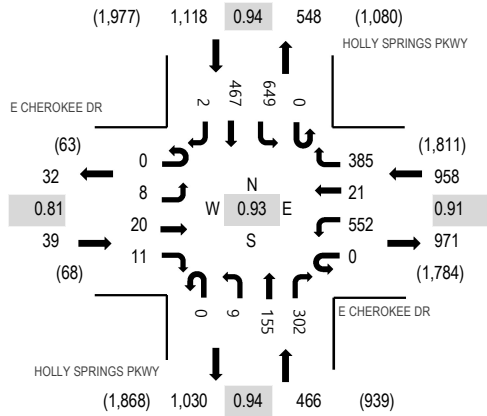 (1,977) 1,118 0.94 548 (1,080)
HOLLY SPRINGS PKWY
E CHEROKEE DR
2 467 649 0
(63)
0
385
(1,811)
32
8
N
21
958
0.81
W 0.93 E
0.91
39
20
S
552
971
(68)
11
0
(1,784)
0 9 155 302
E CHEROKEE DR
HOLLY SPRINGS PKWY
(1,868) 1,030 0.94 466 (939)